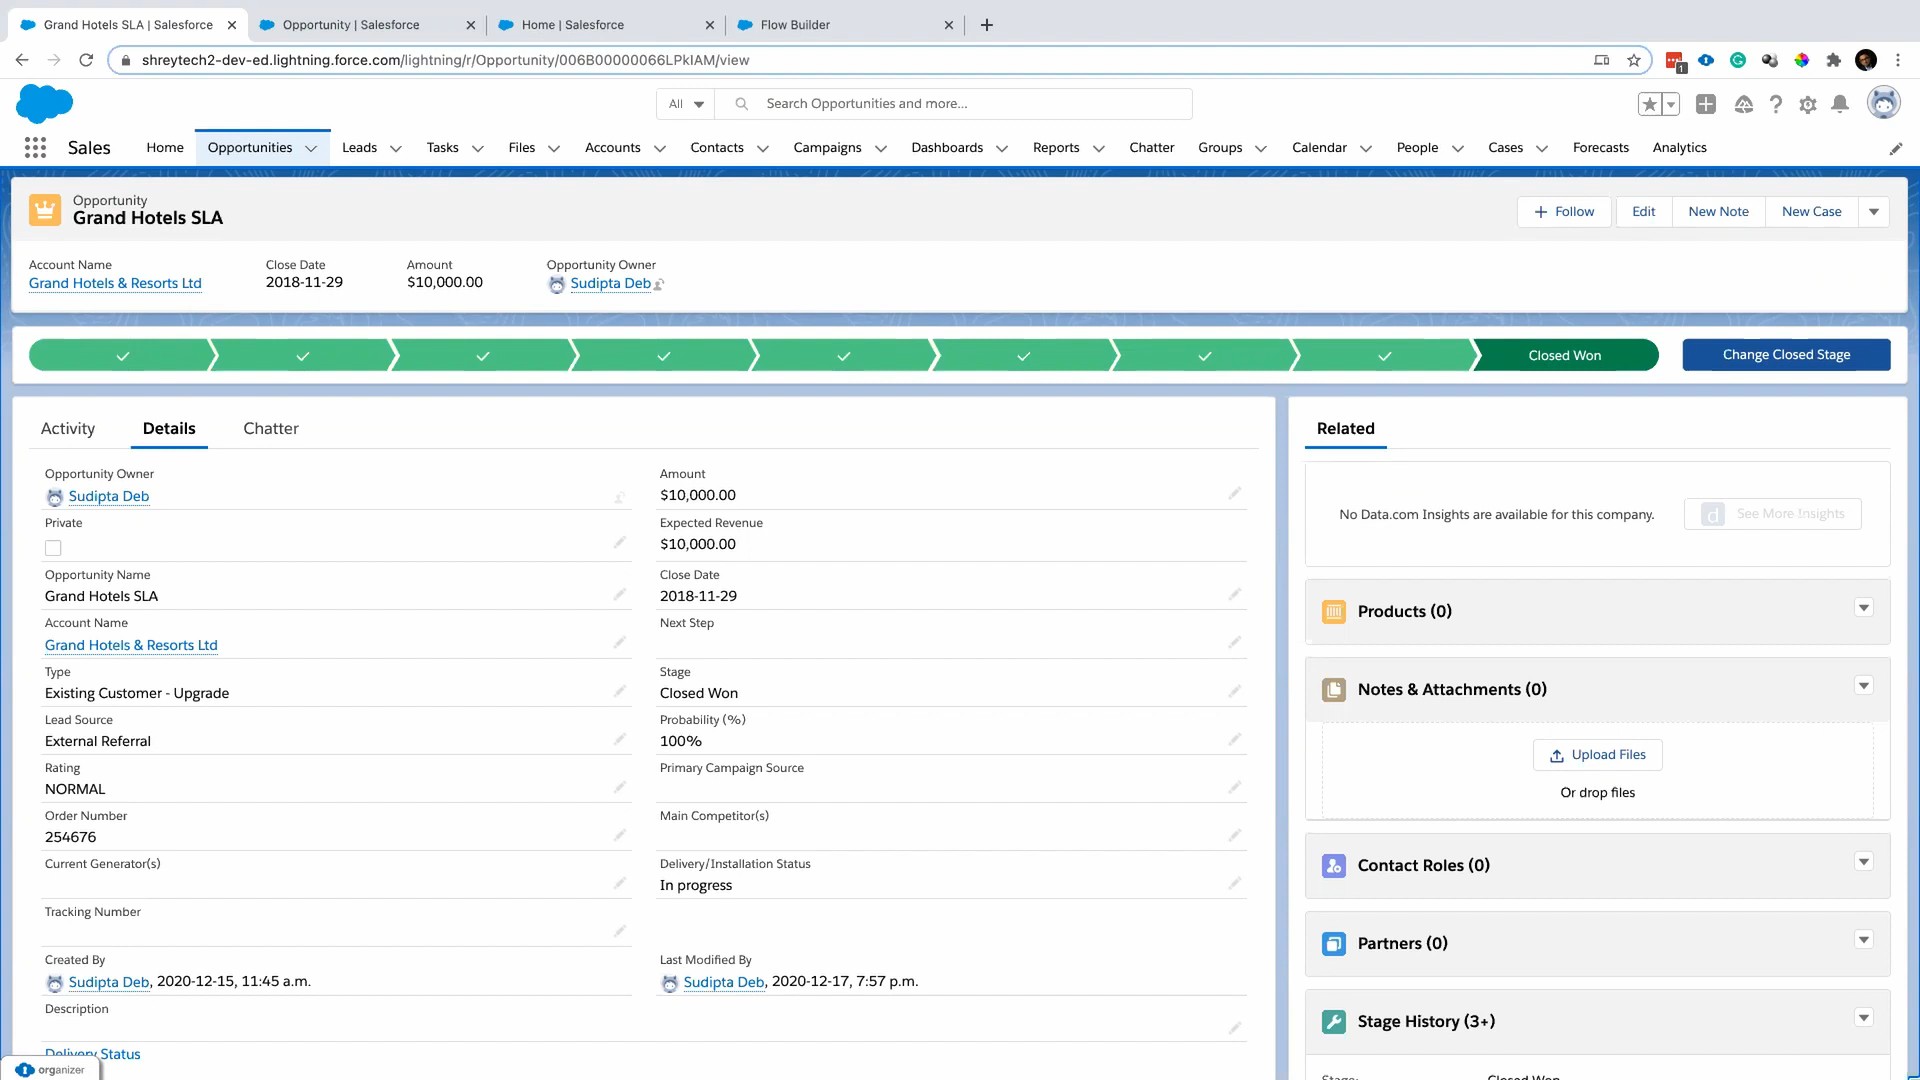 Grand Hotels SLA | Salesforce
Opportunity | Salesforce
Home | Salesforce
Flow Builder
shreytech2-dev-ed.lightning.force.com/lightning/r/Opportunity/006B00000066LPkIAM/view
1
All
Search Opportunities and more...
Sales
Home
Opportunities
Leads
Tasks
Files
Accounts
Contacts
Campaigns
Dashboards
Reports
Chatter
Groups
Calendar
People
Cases
Forecasts
Analytics
Opportunity
Grand Hotels SLA
Follow
Edit
New Note
New Case
Account Name
Grand Hotels & Resorts Ltd
Close Date
2018-11-29
Amount
$10,000.00
Opportunity Owner
Sudipta Deb
Closed Won
Change Closed Stage
Activity
Details
Chatter
Opportunity Owner
Sudipta Deb
Amount
$10,000.00
Private
Expected Revenue
$10,000.00
Opportunity Name
Grand Hotels SLA
Close Date
2018-11-29
Account Name
Grand Hotels & Resorts Ltd
Next Step
Type
Existing Customer - Upgrade
Stage
Closed Won
Lead Source
External Referral
Probability (%)
100%
Rating
NORMAL
Primary Campaign Source
Order Number
254676
Main Competitor(s)
Current Generator(s)
Delivery/Installation Status
In progress
Tracking Number
Created By
Sudipta Deb, 2020-12-15, 11:45 a.m.
Last Modified By
Sudipta Deb, 2020-12-17, 7:57 p.m.
Description
Delivery Status
organizer
Related
No Data.com Insights are available for this company.
d See More Insights
Products (0)
Notes & Attachments (0)
Upload Files
Or drop files
Contact Roles (0)
Partners (0)
Stage History (3+)
Stage:
Closed Won